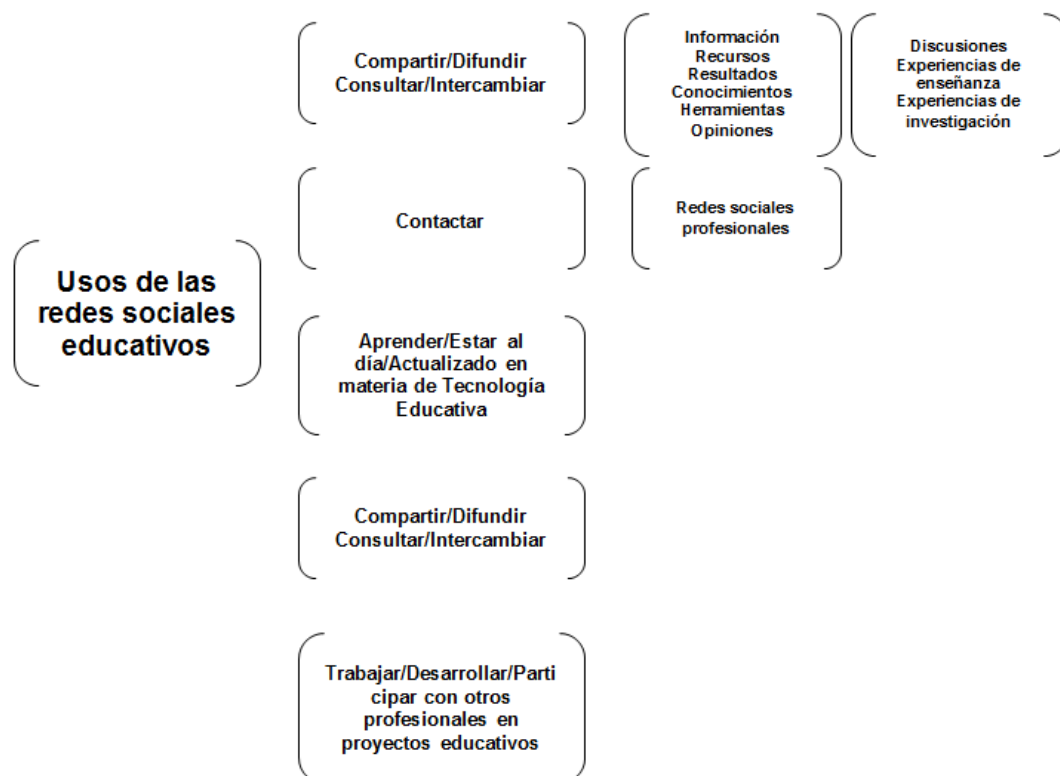 Compartir/Difundir
Consultar/Intercambiar
Información
Recursos
Resultados
Conocimientos
Herramientas
Opiniones
Discusiones
Experiencias de
enseñanza
Experiencias de
investigación
Contactar
Redes sociales
profesionales
Usos de las
redes sociales
educativos
Aprender/Estar al
día/Actualizado en
materia de Tecnología
Educativa
Compartir/Difundir
Consultar/Intercambiar
Trabajar/Desarrollar/Parti
cipar con otros
profesionales en
proyectos educativos